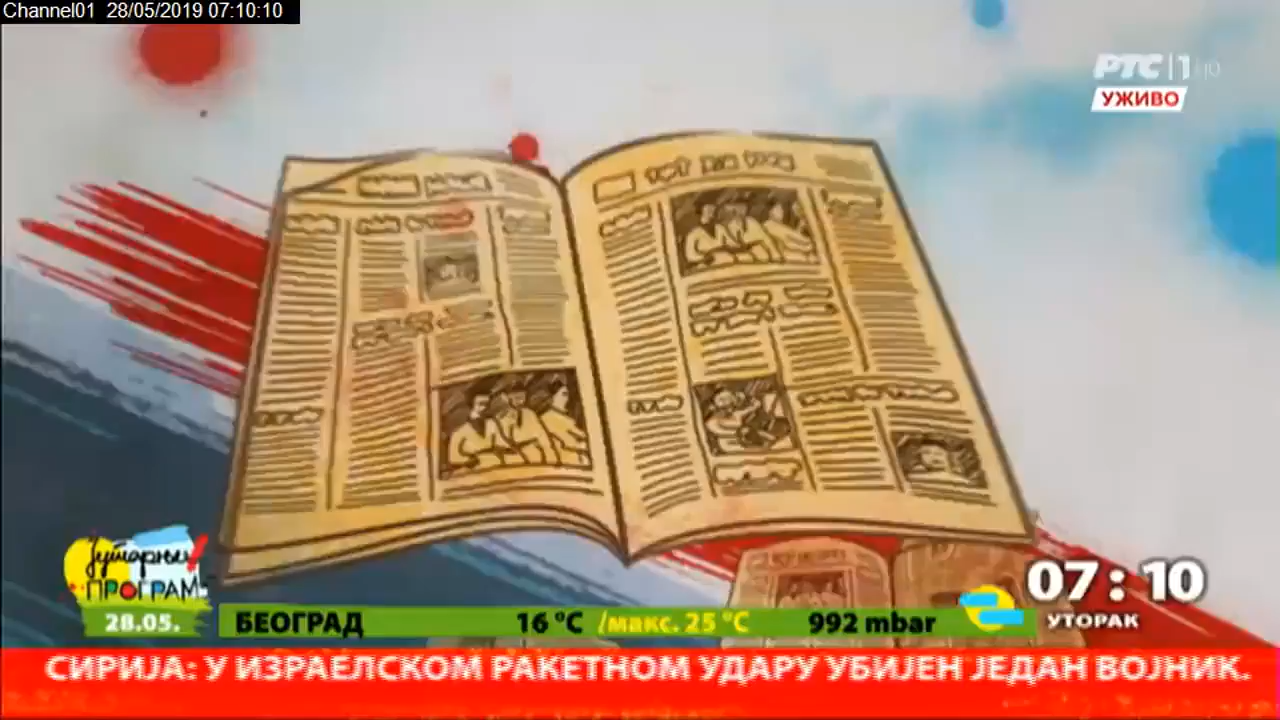 Channel01 28/05/2019 07:10:10
РТС 1 HD
УЖИВО
Јутарњи
ПРОГРАМ
28.05.
БЕОГРАД 16 °C /макс. 25 °C 992 mbar
07:10
УТОРАК
СИРИЈА: У ИЗРАЕЛСКОМ РАКЕТНОМ УДАРУ УБИЈЕН ЈЕДАН ВОЈНИК.